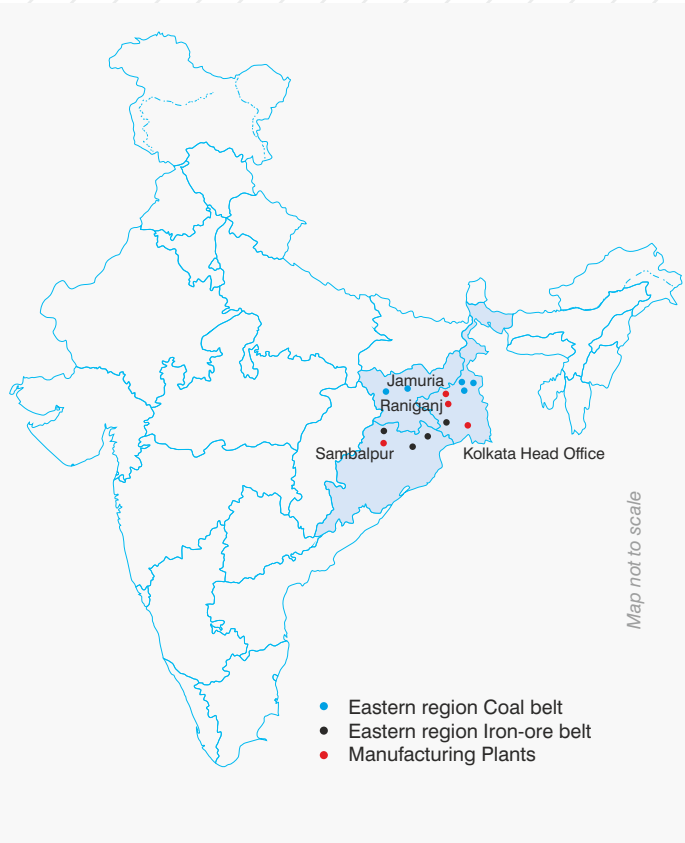 Jamuria
Raniganj
Sambalpur
Kolkata Head Office
Map not to scale
Eastern region Coal belt
Eastern region Iron-ore belt
Manufacturing Plants